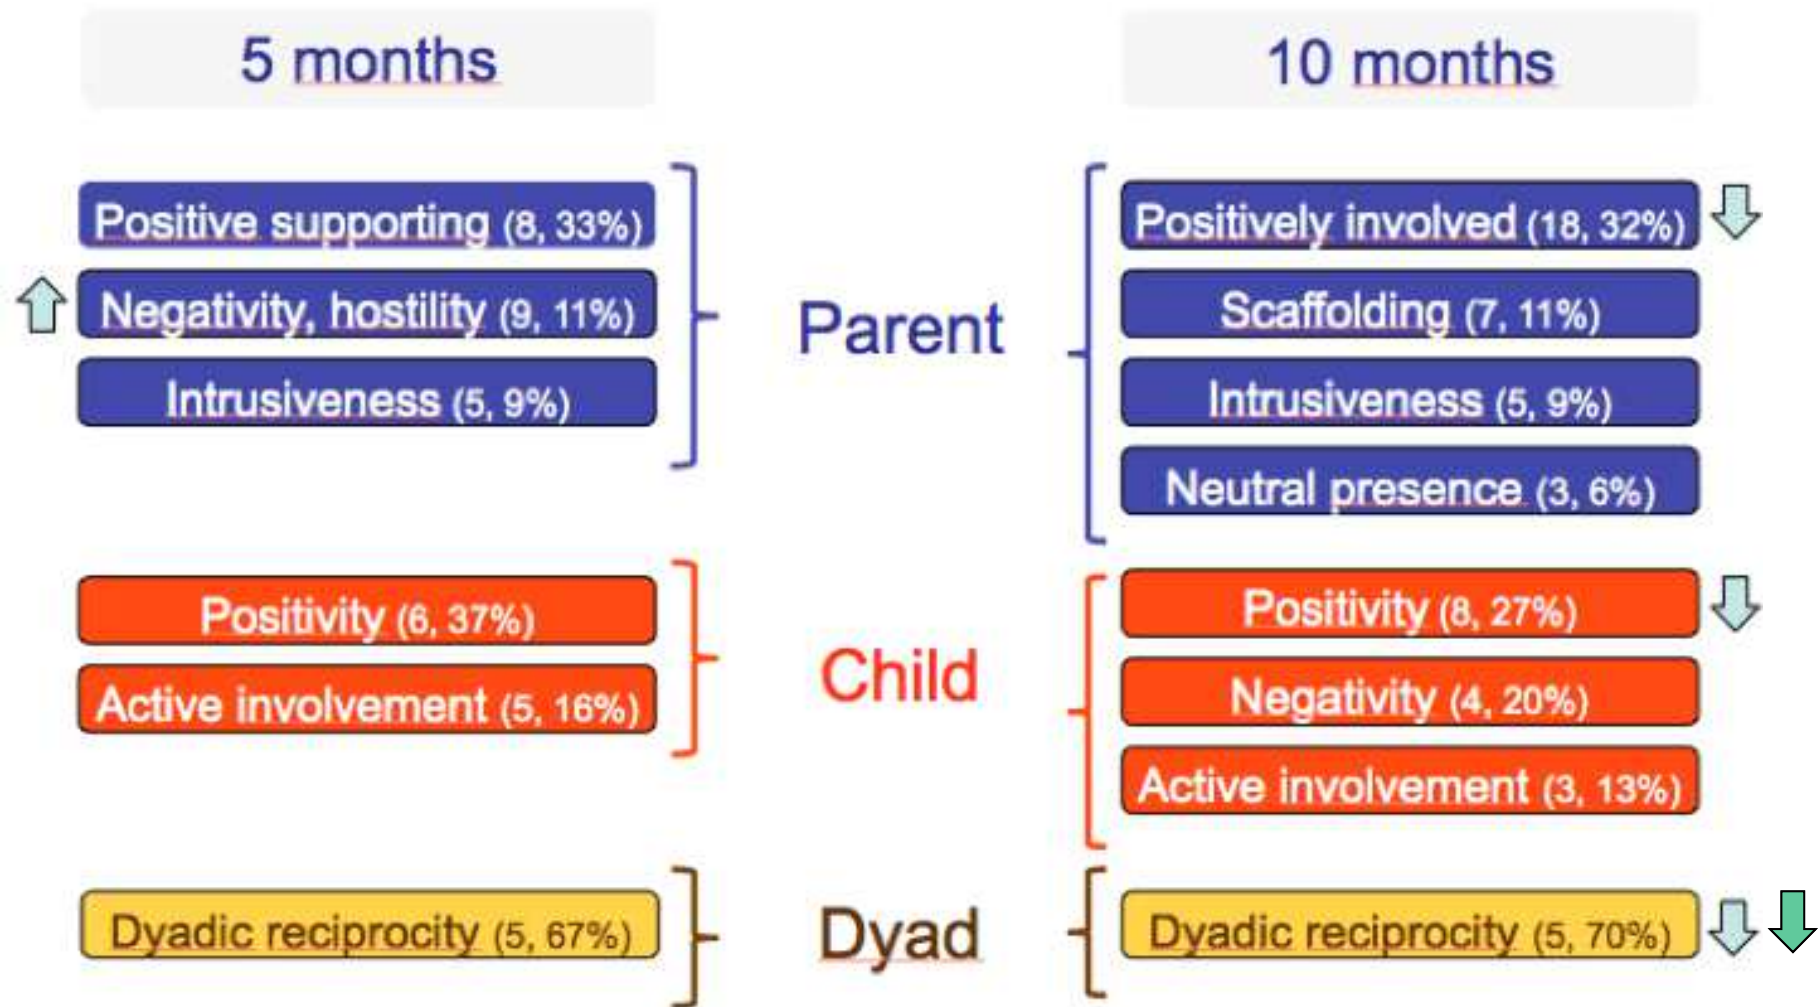 5 months
10 months
Positive supporting (8, 33%)
Negativity, hostility (9, 11%)
Intrusiveness (5, 9%)
Parent
Positively involved (18, 32%)
Scaffolding (7, 11%)
Intrusiveness (5, 9%)
Neutral presence (3, 6%)
Positivity (6, 37%)
Active involvement (5, 16%)
Child
Positivity (8, 27%)
Negativity (4, 20%)
Active involvement (3, 13%)
Dyadic reciprocity (5, 67%)
Dyad
Dyadic reciprocity (5, 70%)